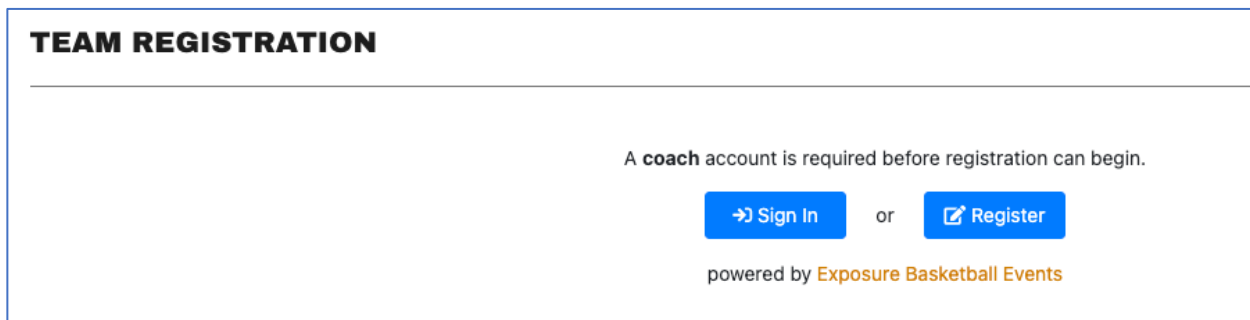 TEAM REGISTRATION
A coach account is required before registration can begin.
Sign In or Register
powered by Exposure Basketball Events